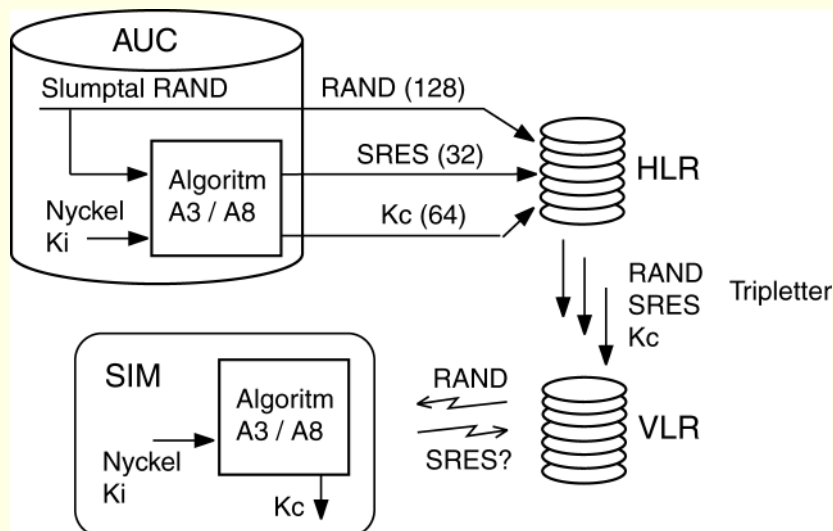 AUC
Slumptal RAND
RAND (128)
SRES (32)
Algoritm
A3 / A8
Nyckel
Ki
Kc (64)
HLR
RAND
SRES
Kc
Tripletter
SIM
Algoritm
A3 / A8
Nyckel
Ki
Kc
RAND
SRES?
VLR